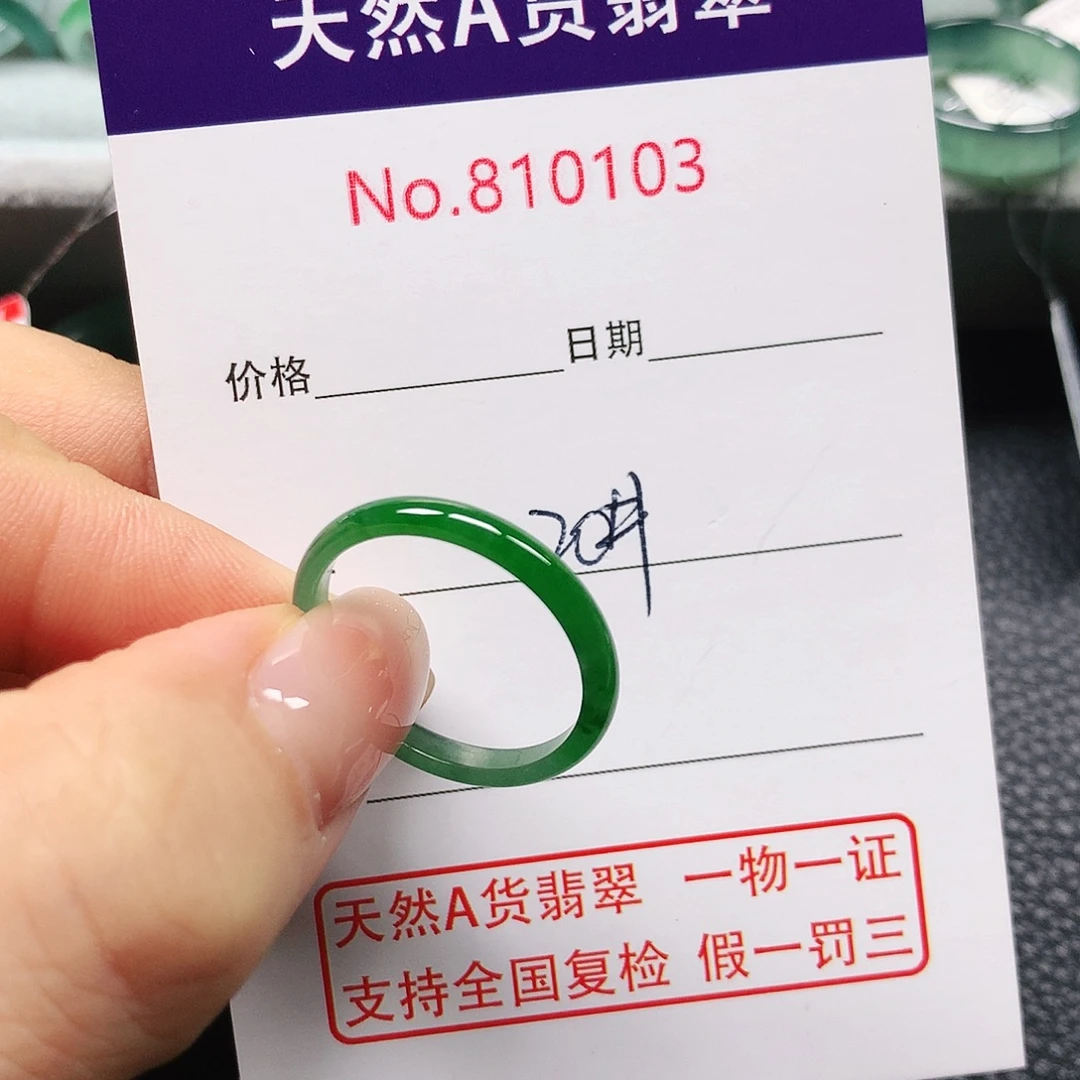 天然A货翡翠
No.810103
价格 日期
20#
天然A货翡翠 一物一证
支持全国复检 假一罚三